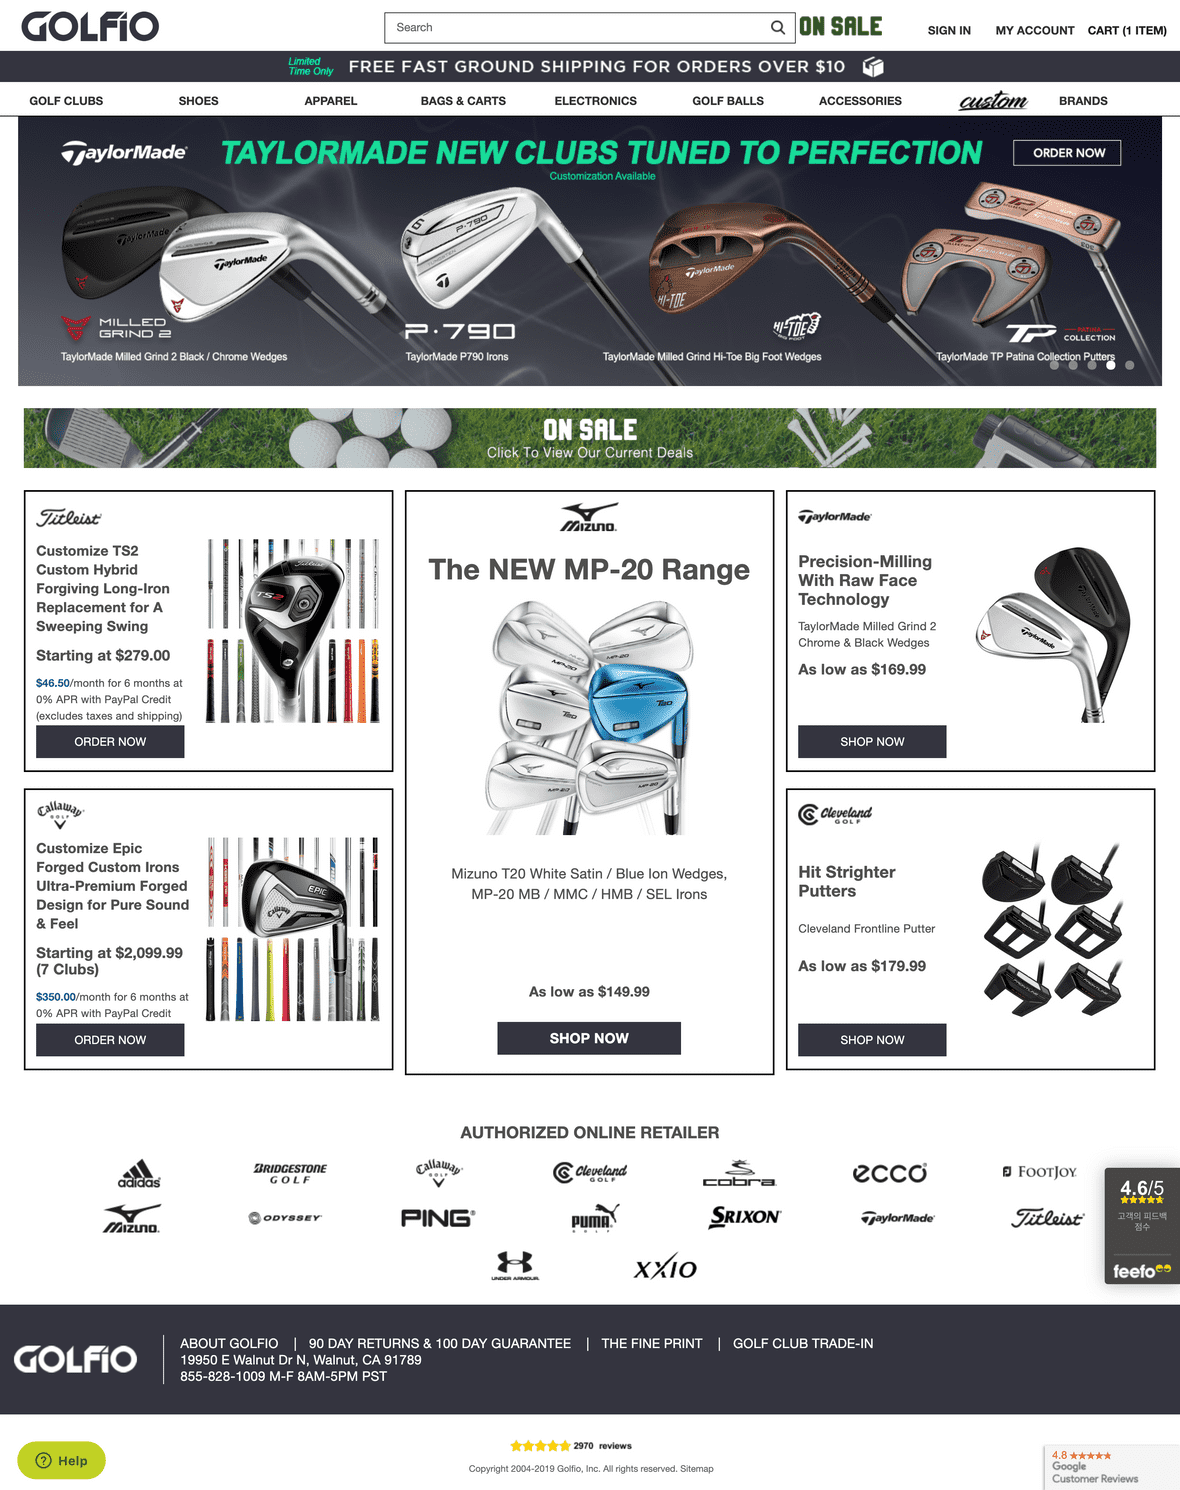 GOLFIO
Search
ON SALE
SIGN IN
MY ACCOUNT
CART (1 ITEM)
Limited
Time Only
FREE FAST GROUND SHIPPING FOR ORDERS OVER $10
GOLF CLUBS
SHOES
APPAREL
BAGS & CARTS
ELECTRONICS
GOLF BALLS
ACCESSORIES
custom
BRANDS
TaylorMade
TAYLORMADE NEW CLUBS TUNED TO PERFECTION
Customization Available
ORDER NOW
MILLED
GRIND 2
TaylorMade Milled Grind 2 Black / Chrome Wedges
P·790
TaylorMade P790 Irons
HI-TOE
BIG FOOT
TaylorMade Milled Grind Hi-Toe Big Foot Wedges
TP
PATINA
COLLECTION
TaylorMade TP Patina Collection Putters
ON SALE
Click To View Our Current Deals
Titleist
Customize TS2
Custom Hybrid
Forgiving Long-Iron
Replacement for A
Sweeping Swing
Starting at $279.00
$46.50/month for 6 months at
0% APR with PayPal Credit
(excludes taxes and shipping)
ORDER NOW
MIZUNO
The NEW MP-20 Range
Mizuno T20 White Satin / Blue Ion Wedges,
MP-20 MB / MMC / HMB / SEL Irons
As low as $149.99
SHOP NOW
TaylorMade
Precision-Milling
With Raw Face
Technology
TaylorMade Milled Grind 2
Chrome & Black Wedges
As low as $169.99
SHOP NOW
Callaway
GOLF
Customize Epic
Forged Custom Irons
Ultra-Premium Forged
Design for Pure Sound
& Feel
Starting at $2,099.99
(7 Clubs)
$350.00/month for 6 months at
0% APR with PayPal Credit
ORDER NOW
Cleveland
GOLF
Hit Strighter
Putters
Cleveland Frontline Putter
As low as $179.99
SHOP NOW
AUTHORIZED ONLINE RETAILER
adidas
BRIDGESTONE
GOLF
Callaway
GOLF
Cleveland
GOLF
cobra
ecco
FOOTJOY
MIZUNO
ODYSSEY
PING
PUMA
GOLF
SRIXON
TaylorMade
Titleist
UNDER ARMOUR
XXIO
4.6/5
고객의 피드백
점수
feefo
GOLFIO
ABOUT GOLFIO | 90 DAY RETURNS & 100 DAY GUARANTEE | THE FINE PRINT | GOLF CLUB TRADE-IN
19950 E Walnut Dr N, Walnut, CA 91789
855-828-1009 M-F 8AM-5PM PST
Help
2970 reviews
Copyright 2004-2019 Golfio, Inc. All rights reserved. Sitemap
4.8
Google
Customer Reviews